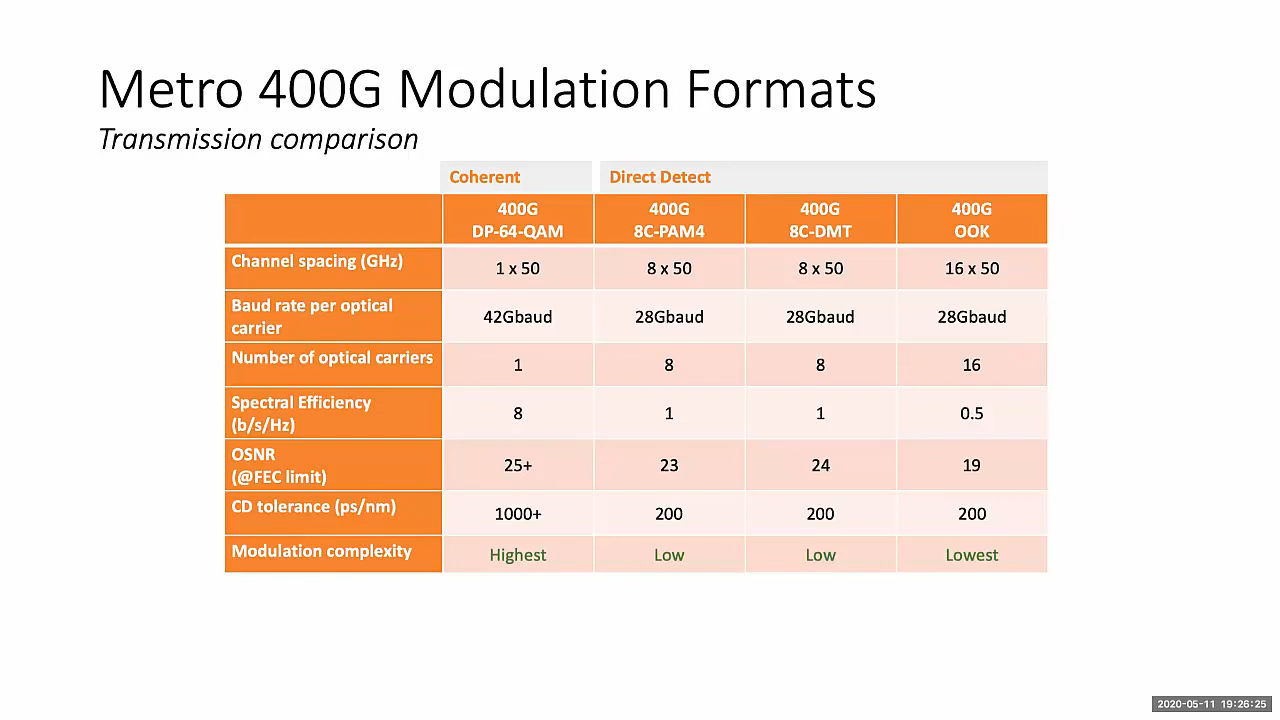 Metro 400G Modulation Formats
Transmission comparison
Coherent Direct Detect
400G 400G 400G 400G
DP-64-QAM 8C-PAM4 8C-DMT OOK
Channel spacing (GHz) 1 x 50 8 x 50 8 x 50 16 x 50
Baud rate per optical
carrier 42Gbaud 28Gbaud 28Gbaud 28Gbaud
Number of optical carriers 1 8 8 16
Spectral Efficiency
(b/s/Hz) 8 1 1 0.5
OSNR
(@FEC limit) 25+ 23 24 19
CD tolerance (ps/nm) 1000+ 200 200 200
Modulation complexity Highest Low Low Lowest
2020-05-11 19:26:25